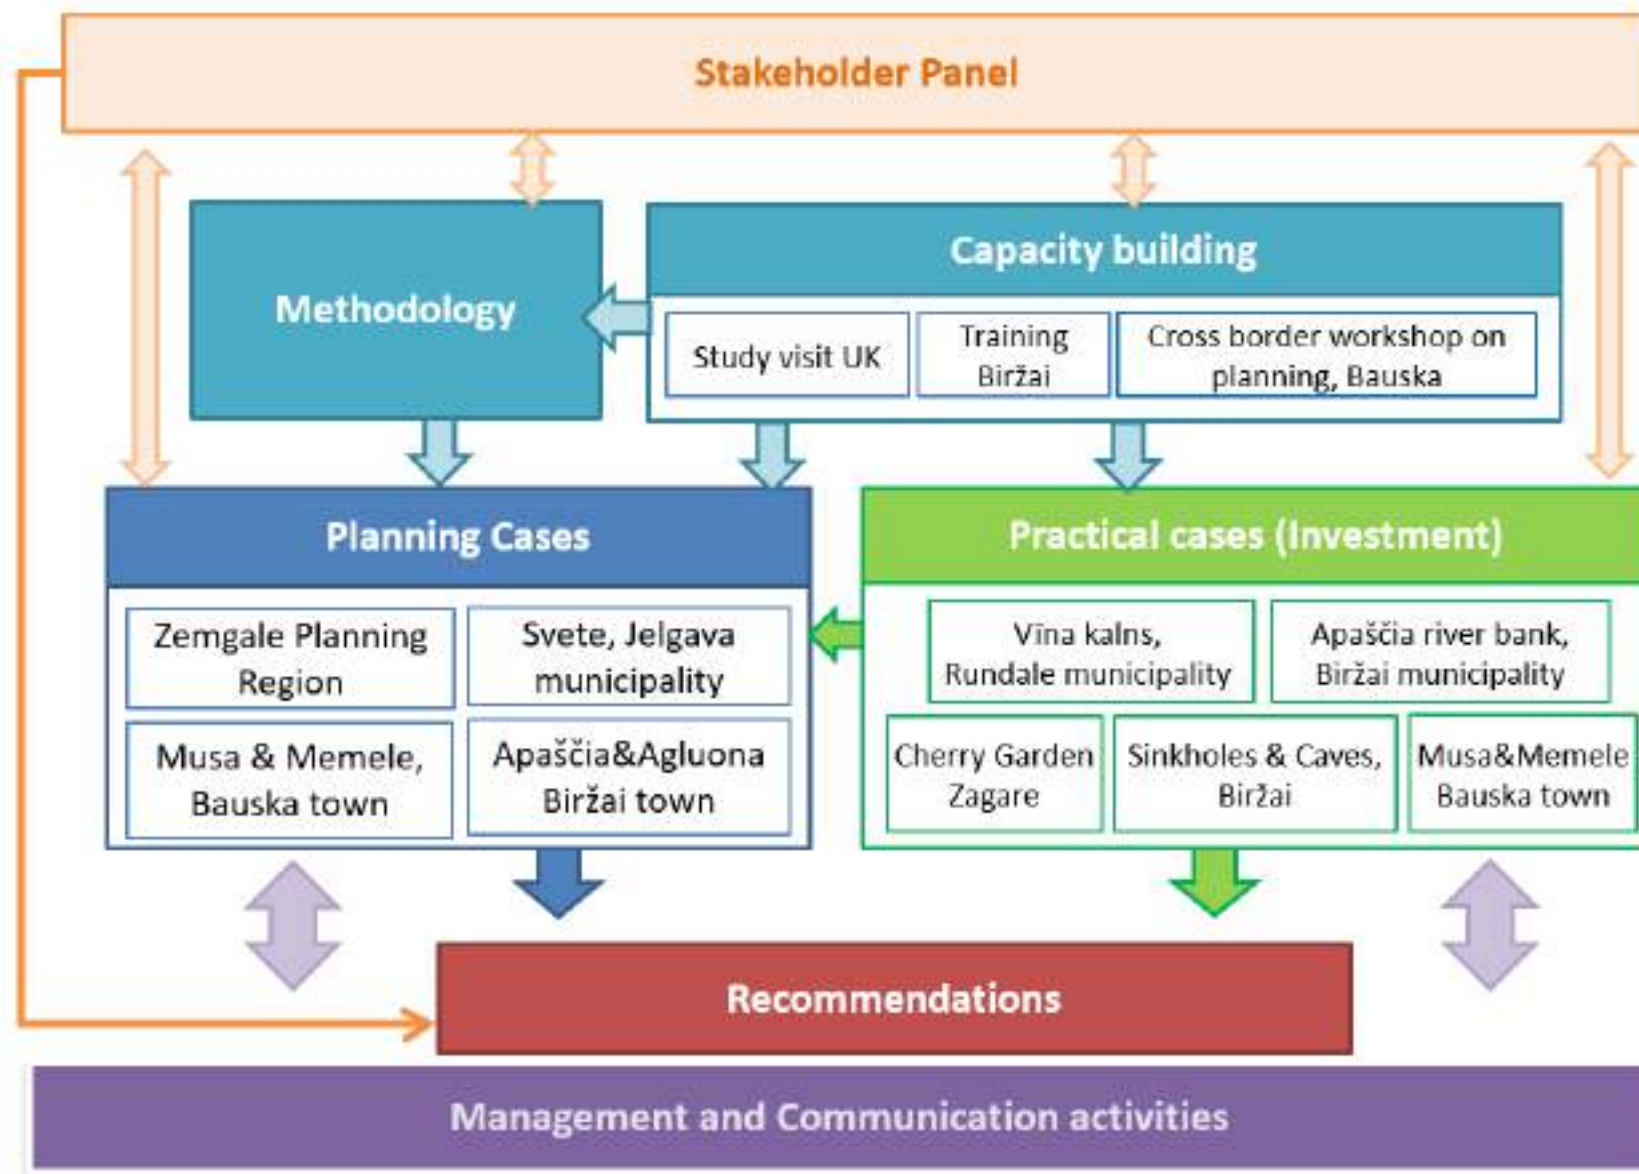 Stakeholder Panel
Methodology
Capacity building
Study visit UK
Training
Biržai
Cross border workshop on
planning, Bauska
Planning Cases
Zemgale Planning
Region
Svete, Jelgava
municipality
Musa & Memele,
Bauska town
Apaščia&Agluona
Biržai town
Practical cases (Investment)
Vīna kalns,
Rundale municipality
Apaščia river bank,
Biržai municipality
Cherry Garden
Zagare
Sinkholes & Caves,
Biržai
Musa&Memele
Bauska town
Recommendations
Management and Communication activities